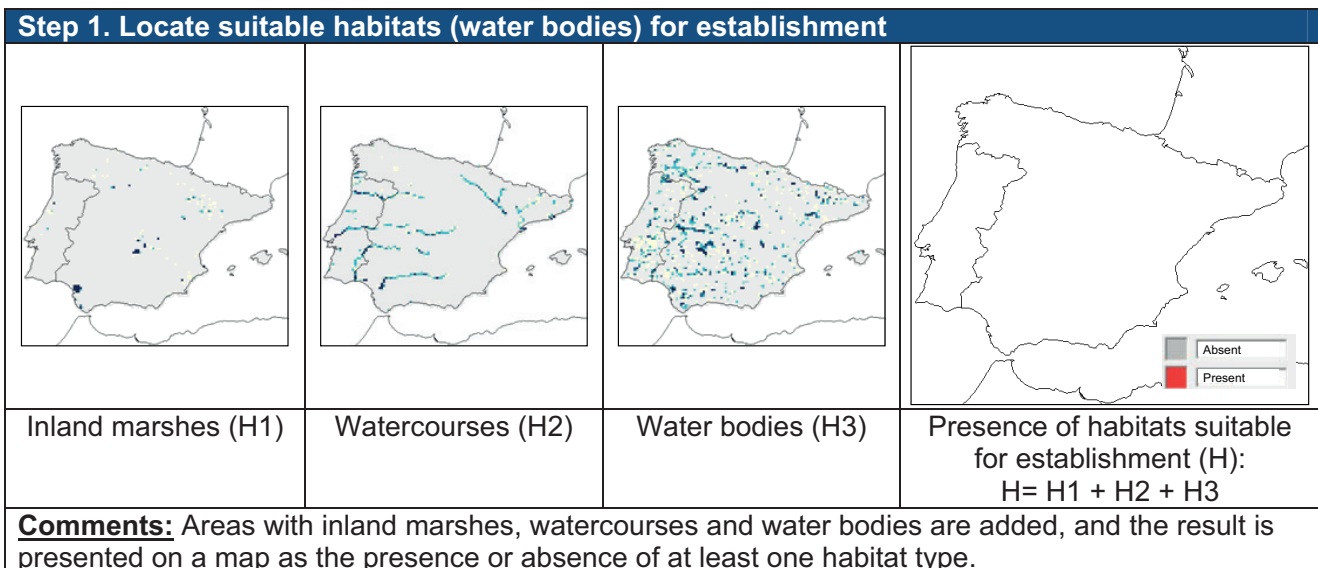 Step 1. Locate suitable habitats (water bodies) for establishment
Absent
Present
Inland marshes (H1)
Watercourses (H2)
Water bodies (H3)
Presence of habitats suitable
for establishment (H):
H= H1 + H2 + H3
Comments: Areas with inland marshes, watercourses and water bodies are added, and the result is
presented on a map as the presence or absence of at least one habitat type.